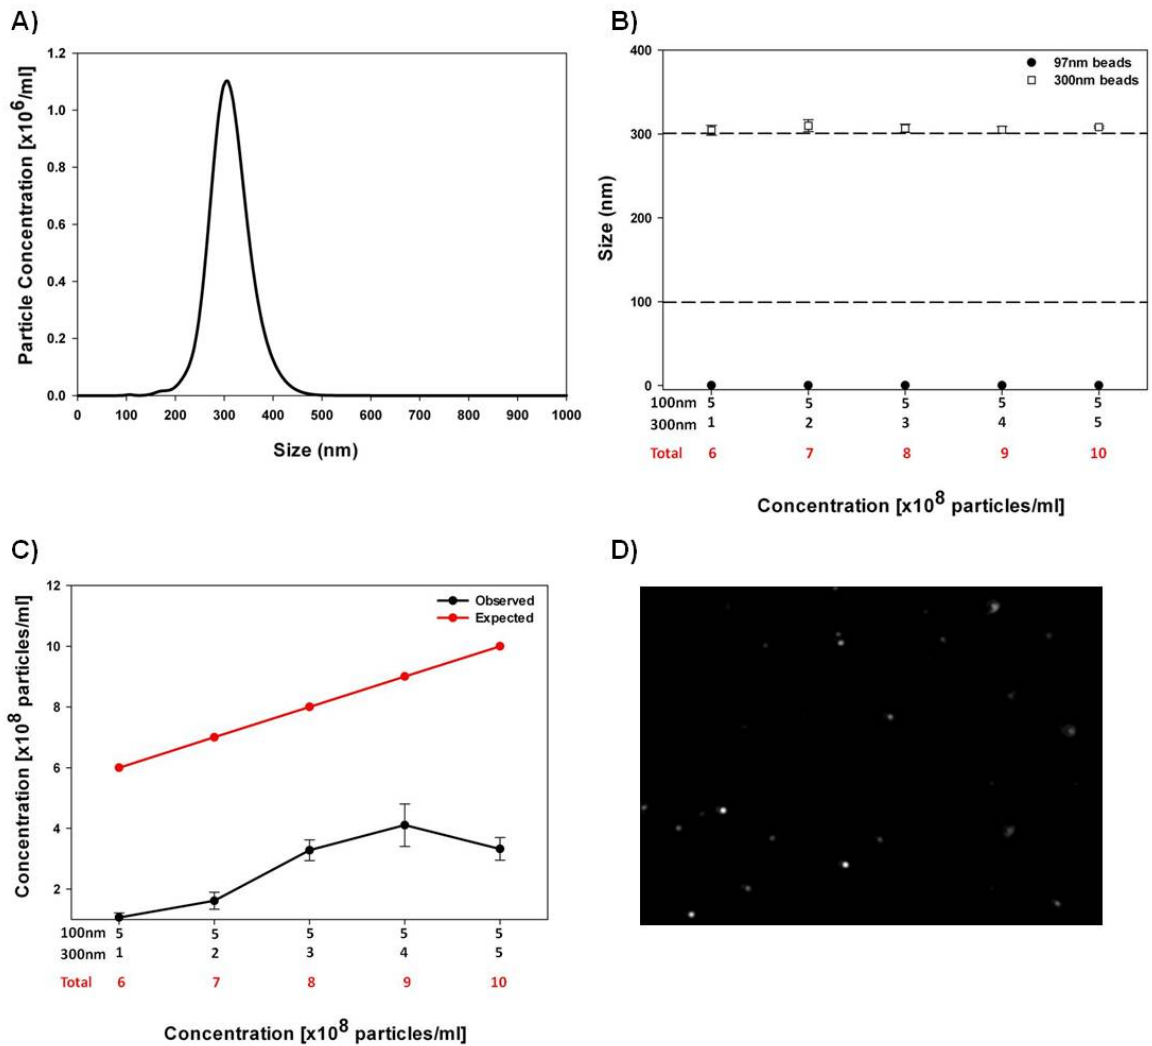 A)
Particle Concentration [x10^6/ml]
1.2
1.0
0.8
0.6
0.4
0.2
0.0
0 100 200 300 400 500 600 700 800 900 1000
Size (nm)
B)
97nm beads
300nm beads
Size (nm)
400
300
200
100
0
100nm 5 5 5 5 5
300nm 1 2 3 4 5
Total 6 7 8 9 10
Concentration [x10^8 particles/ml]
C)
Observed
Expected
Concentration [x10^8 particles/ml]
12
10
8
6
4
2
100nm 5 5 5 5 5
300nm 1 2 3 4 5
Total 6 7 8 9 10
Concentration [x10^8 particles/ml]
D)